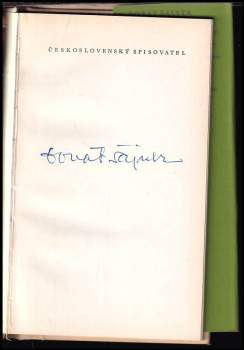 ČESKOSLOVENSKÝ SPISOVATEL
Donát Šajner